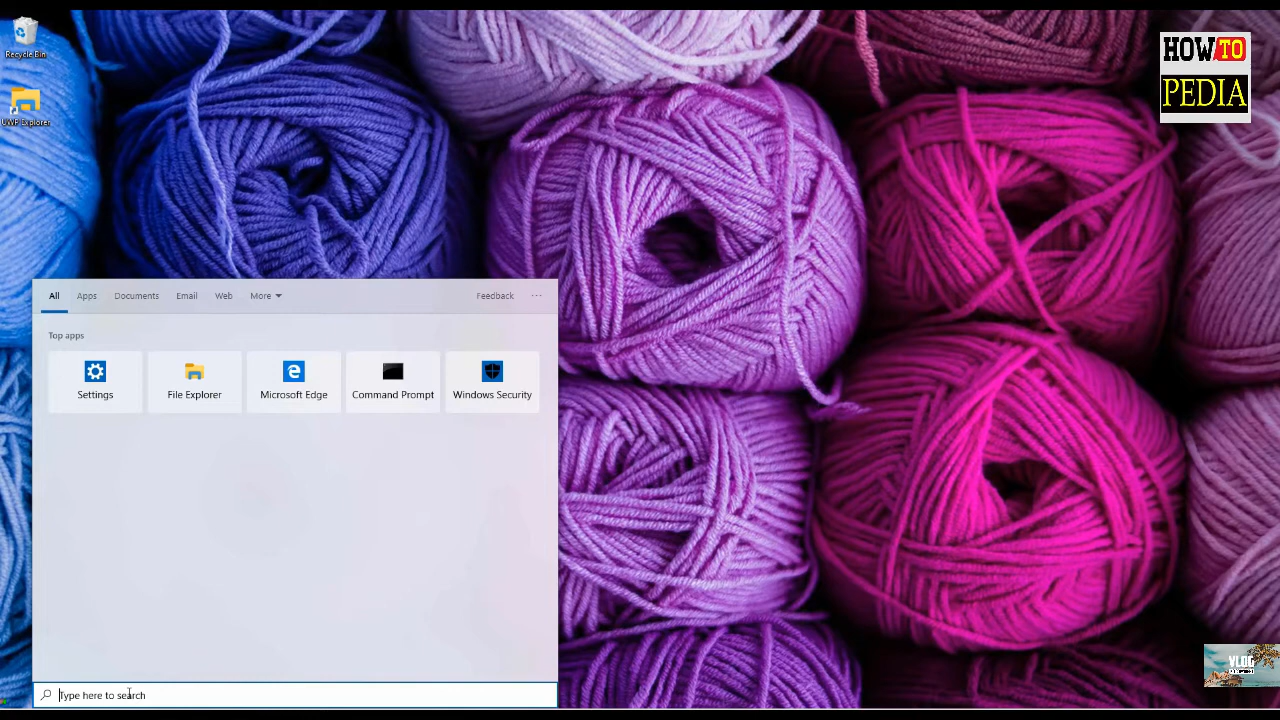 Recycle Bin
UWP Explorer
HOW TO
PEDIA
All Apps Documents Email Web More Feedback ...
Top apps
Settings File Explorer Microsoft Edge Command Prompt Windows Security
Type here to search
VLOG